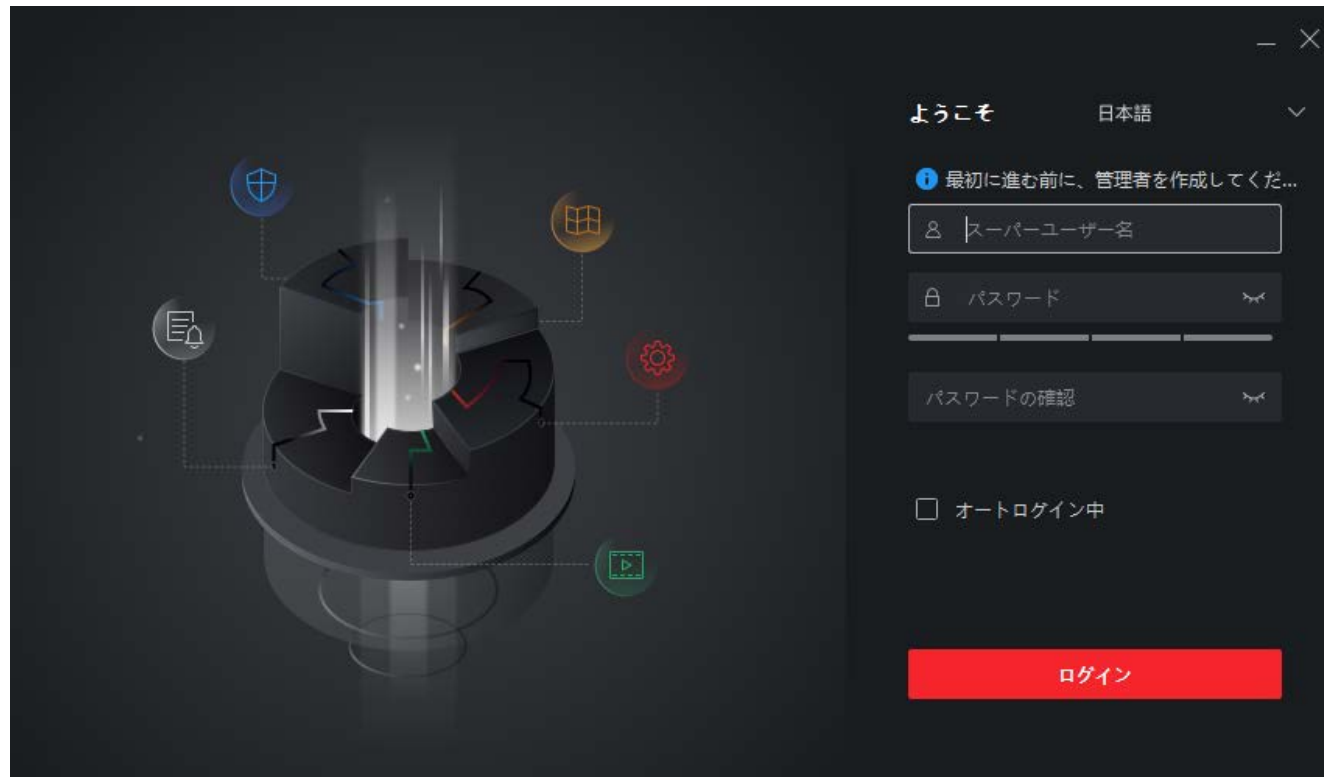 ようこそ
日本語
最初に進む前に、管理者を作成してくだ...
スーパーユーザー名
パスワード
パスワードの確認
オートログイン中
ログイン